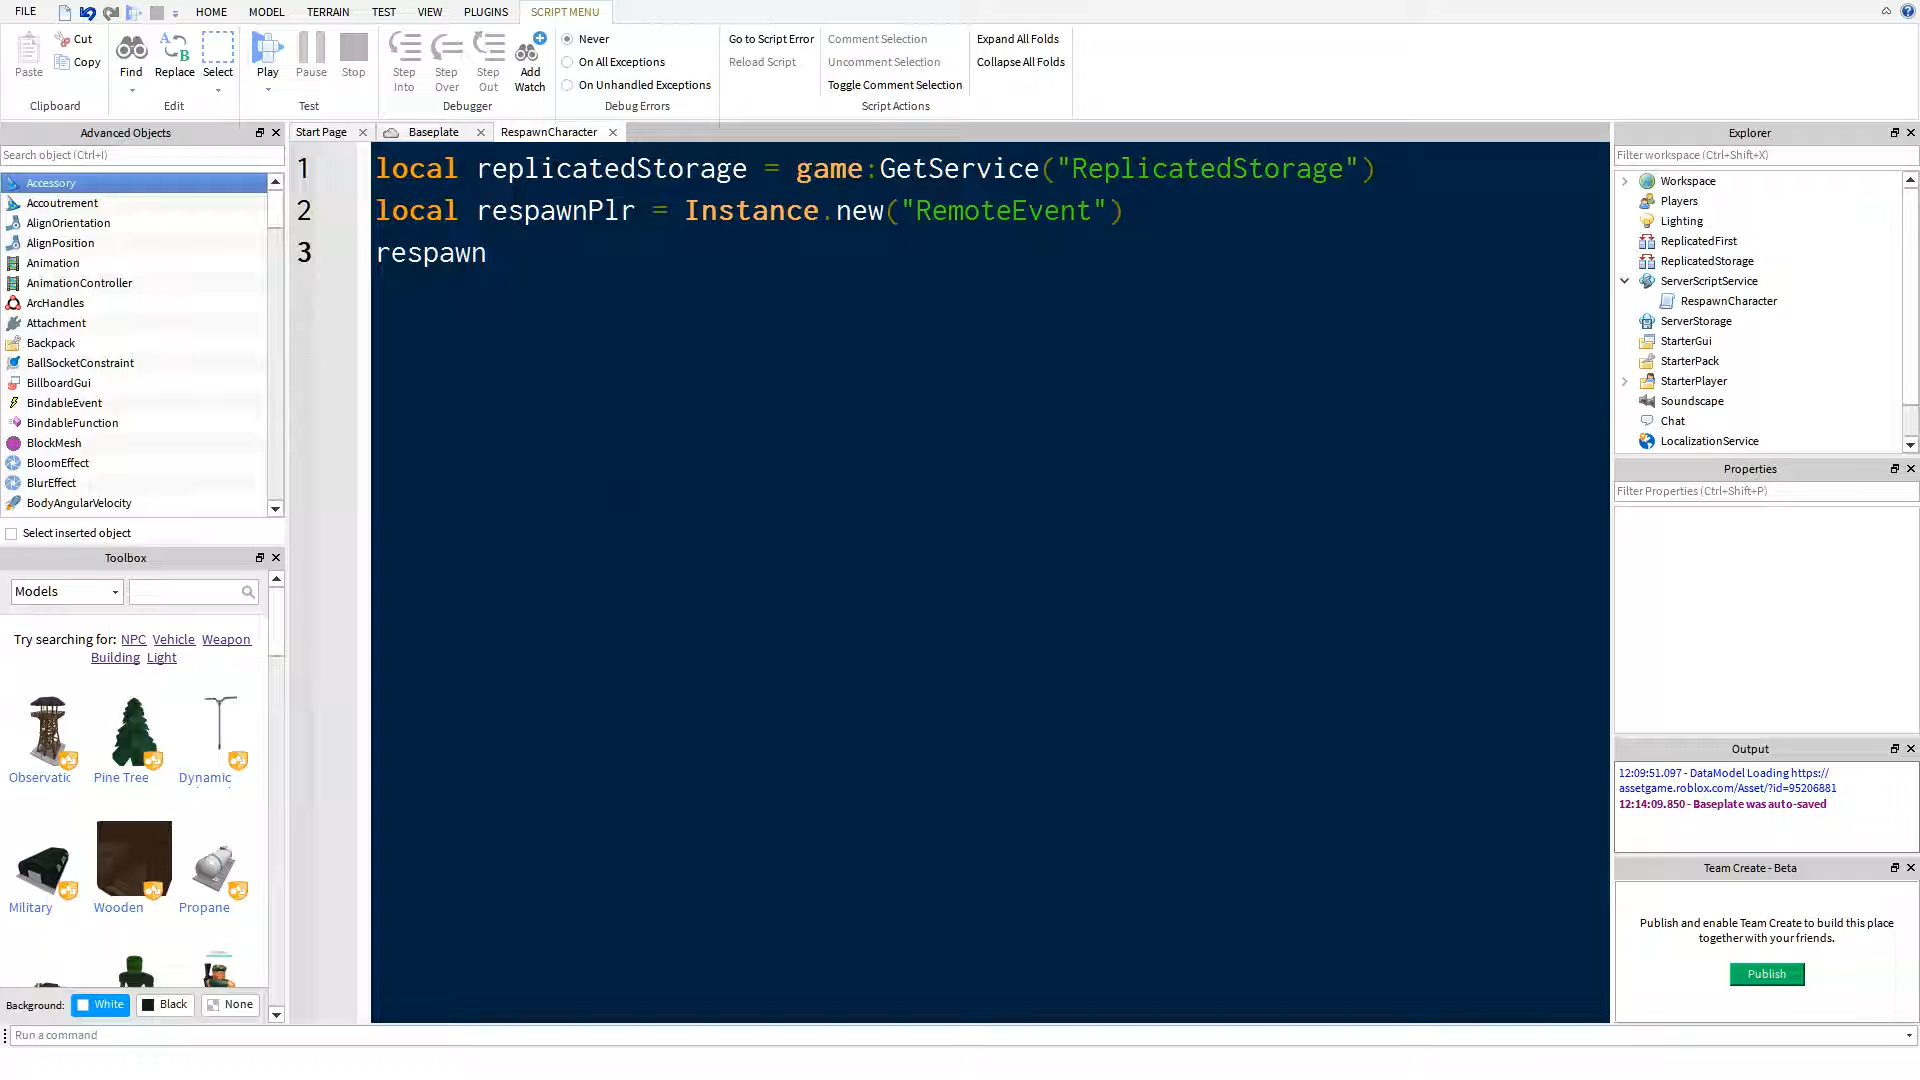 FILE HOME MODEL TERRAIN TEST VIEW PLUGINS SCRIPT MENU
Paste Cut Copy Find Replace Select Play Pause Stop Step Into Step Over Step Out Add Watch
Never
On All Exceptions
On Unhandled Exceptions
Go to Script Error
Reload Script
Comment Selection
Uncomment Selection
Toggle Comment Selection
Expand All Folds
Collapse All Folds
Clipboard Edit Test Debugger Debug Errors Script Actions
Advanced Objects
Search object (Ctrl+I)
Accessory
Accoutrement
AlignOrientation
AlignPosition
Animation
AnimationController
ArcHandles
Attachment
Backpack
BallSocketConstraint
BillboardGui
BindableEvent
BindableFunction
BlockMesh
BloomEffect
BlurEffect
BodyAngularVelocity
Select inserted object
Toolbox
Models
Try searching for: NPC Vehicle Weapon
Building Light
Observatic Pine Tree Dynamic
Military Wooden Propane
Background: White Black None
Start Page Baseplate RespawnCharacter
1 local replicatedStorage = game:GetService("ReplicatedStorage")
2 local respawnPlr = Instance.new("RemoteEvent")
3 respawn
Explorer
Filter workspace (Ctrl+Shift+X)
Workspace
Players
Lighting
ReplicatedFirst
ReplicatedStorage
ServerScriptService
RespawnCharacter
ServerStorage
StarterGui
StarterPack
StarterPlayer
Soundscape
Chat
LocalizationService
Properties
Filter Properties (Ctrl+Shift+P)
Output
12:09:51.097 - DataModel Loading https://
assetgame.roblox.com/Asset/?id=95206881
12:14:09.850 - Baseplate was auto-saved
Team Create - Beta
Publish and enable Team Create to build this place
together with your friends.
Publish
Run a command